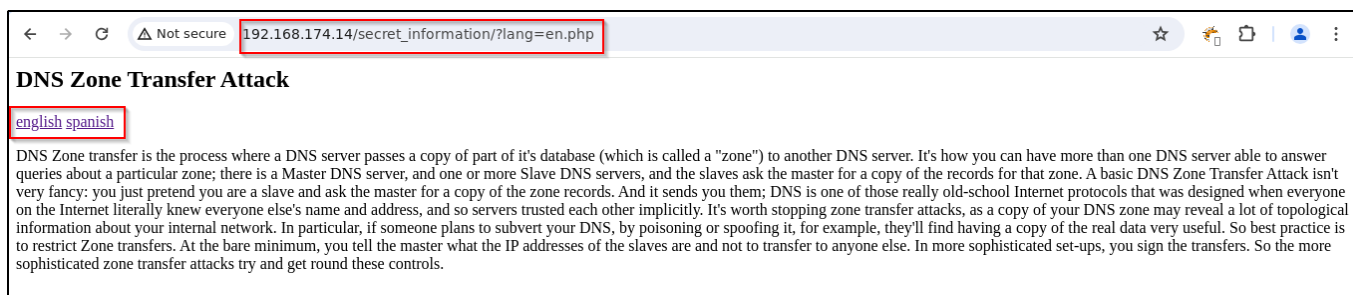 Not secure 192.168.174.14/secret_information/?lang=en.php
DNS Zone Transfer Attack
english spanish
DNS Zone transfer is the process where a DNS server passes a copy of part of it's database (which is called a "zone") to another DNS server. It's how you can have more than one DNS server able to answer
queries about a particular zone; there is a Master DNS server, and one or more Slave DNS servers, and the slaves ask the master for a copy of the records for that zone. A basic DNS Zone Transfer Attack isn't
very fancy: you just pretend you are a slave and ask the master for a copy of the zone records. And it sends you them; DNS is one of those really old-school Internet protocols that was designed when everyone
on the Internet literally knew everyone else's name and address, and so servers trusted each other implicitly. It's worth stopping zone transfer attacks, as a copy of your DNS zone may reveal a lot of topological
information about your internal network. In particular, if someone plans to subvert your DNS, by poisoning or spoofing it, for example, they'll find having a copy of the real data very useful. So best practice is
to restrict Zone transfers. At the bare minimum, you tell the master what the IP addresses of the slaves are and not to transfer to anyone else. In more sophisticated set-ups, you sign the transfers. So the more
sophisticated zone transfer attacks try and get round these controls.